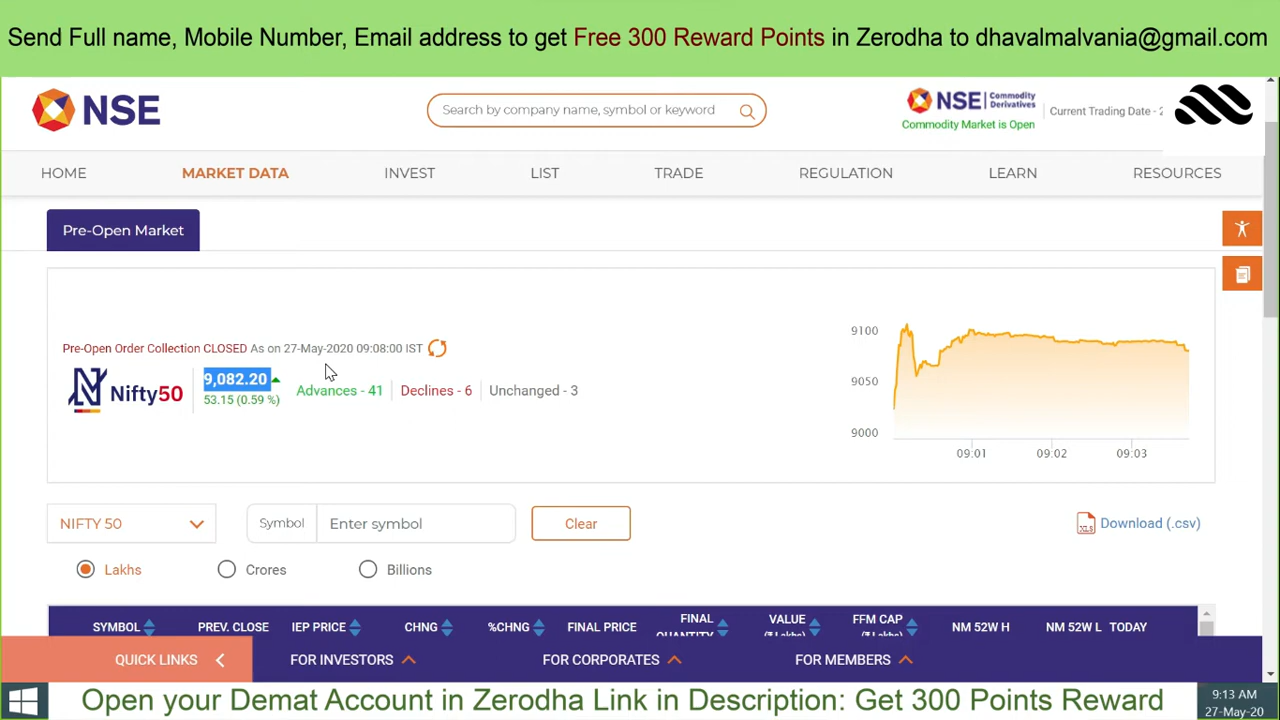 Send Full name, Mobile Number, Email address to get Free 300 Reward Points in Zerodha to dhavalmalvania@gmail.com
NSE
Search by company name, symbol or keyword
NSE Commodity Derivatives
Commodity Market is Open
Current Trading Date - 2
HOME MARKET DATA INVEST LIST TRADE REGULATION LEARN RESOURCES
Pre-Open Market
Pre-Open Order Collection CLOSED As on 27-May-2020 09:08:00 IST
Nifty50
9,082.20
53.15 (0.59 %)
Advances - 41 Declines - 6 Unchanged - 3
9100
9050
9000
09:01 09:02 09:03
NIFTY 50
Symbol
Enter symbol
Clear
XLS
Download (.csv)
Lakhs Crores Billions
SYMBOL PREV. CLOSE IEP PRICE CHNG %CHNG FINAL PRICE FINAL QUANTITY VALUE (₹ Lakhs) FFM CAP (₹ Lakhs) NM 52W H NM 52W L TODAY
QUICK LINKS FOR INVESTORS FOR CORPORATES FOR MEMBERS
Open your Demat Account in Zerodha Link in Description: Get 300 Points Reward
9:13 AM
27-May-20